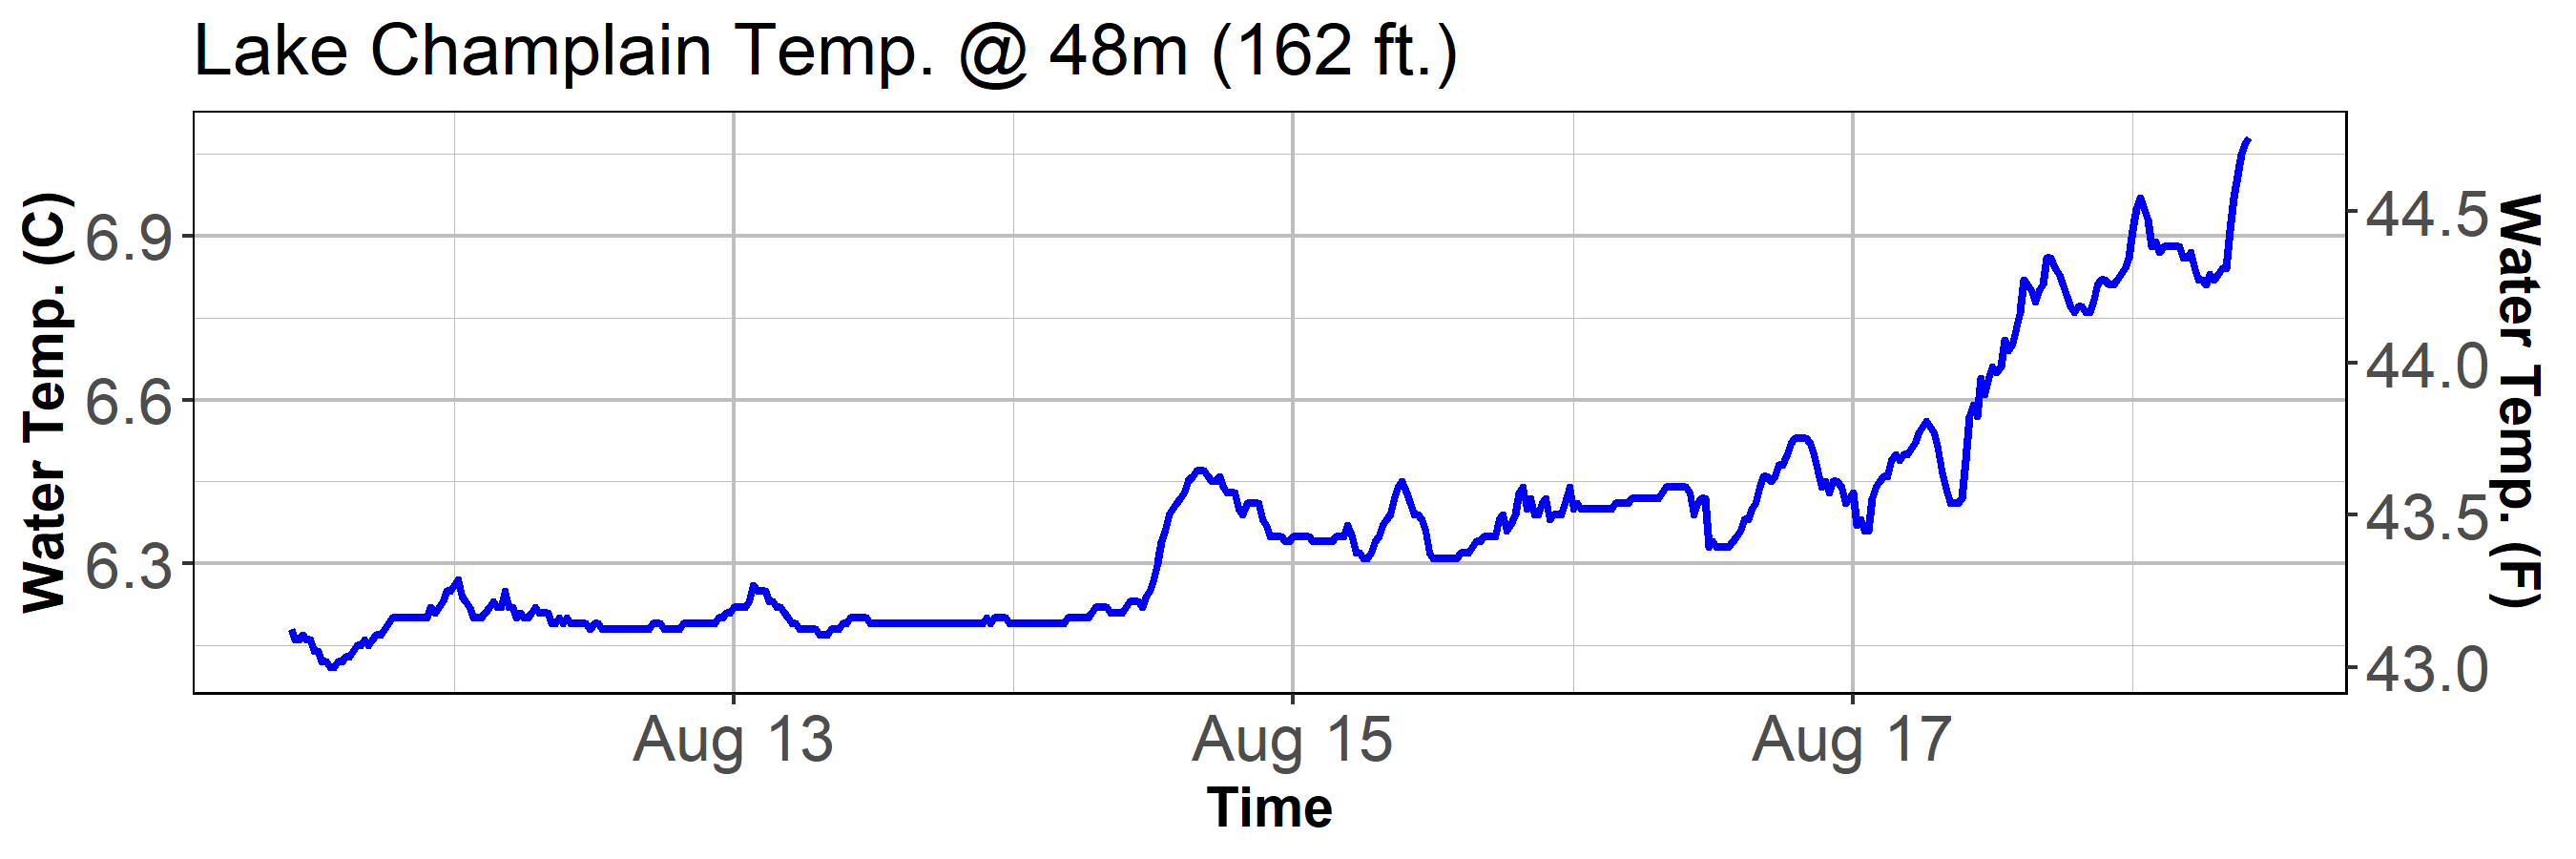 Lake Champlain Temp. @ 48m (162 ft.)
Water Temp. (C)
6.9
6.6
6.3
44.5
44.0
43.5
43.0
Water Temp. (F)
Aug 13
Aug 15
Aug 17
Time